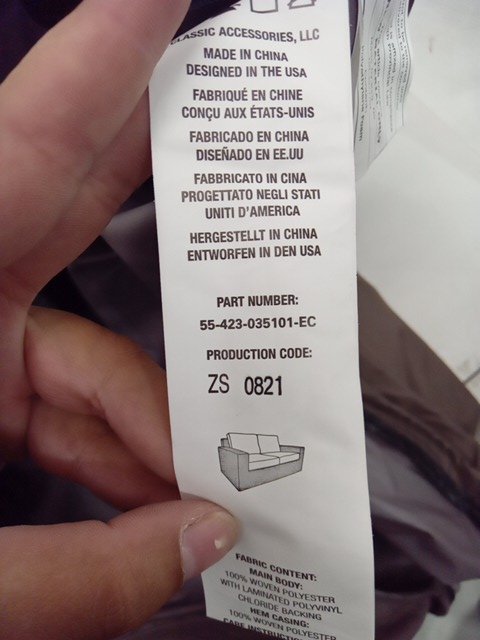 CLASSIC ACCESSORIES, LLC
MADE IN CHINA
DESIGNED IN THE USA
FABRIQUÉ EN CHINE
CONÇU AUX ÉTATS-UNIS
FABRICADO EN CHINA
DISEÑADO EN EE.UU
FABBRICATO IN CINA
PROGETTATO NEGLI STATI
UNITI D'AMERICA
HERGESTELLT IN CHINA
ENTWORFEN IN DEN USA
PART NUMBER:
55-423-035101-EC
PRODUCTION CODE:
ZS 0821
FABRIC CONTENT:
MAIN BODY:
100% WOVEN POLYESTER
WITH LAMINATED POLYVINYL
CHLORIDE BACKING
HEM CASING:
100% WOVEN POLYESTER
CARE INSTRUCTIONS